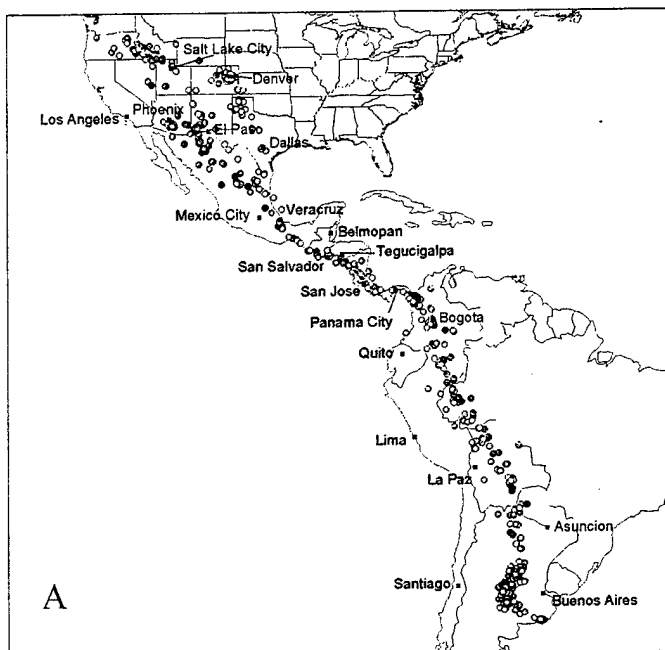 Salt Lake City
Denver
Phoenix
Los Angeles
El Paso
Dallas
Veracruz
Mexico City
Belmopan
Tegucigalpa
San Salvador
San Jose
Panama City
Bogota
Quito
Lima
La Paz
Asuncion
Santiago
Buenos Aires
A